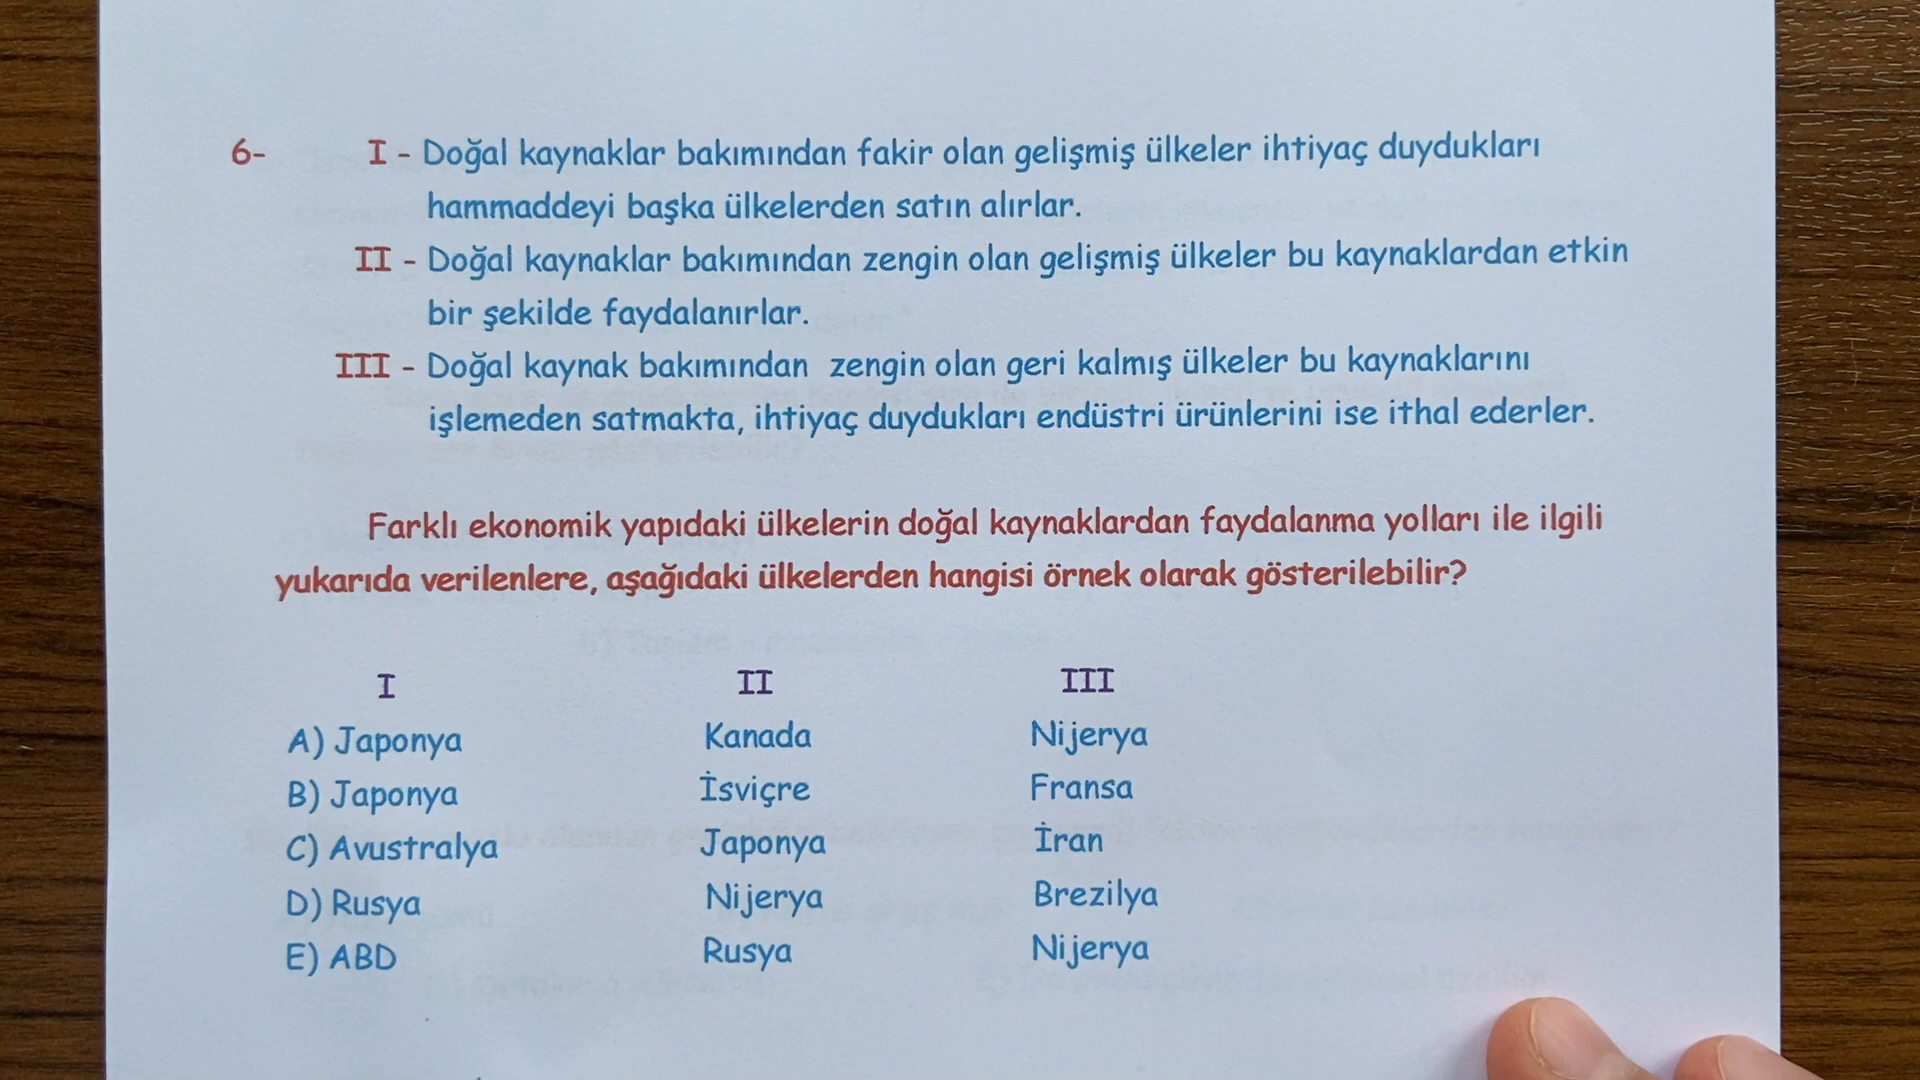 6- I - Doğal kaynaklar bakımından fakir olan gelişmiş ülkeler ihtiyaç duydukları
hammaddeyi başka ülkelerden satın alırlar.
II - Doğal kaynaklar bakımından zengin olan gelişmiş ülkeler bu kaynaklardan etkin
bir şekilde faydalanırlar.
III - Doğal kaynak bakımından zengin olan geri kalmış ülkeler bu kaynaklarını
işlemeden satmakta, ihtiyaç duydukları endüstri ürünlerini ise ithal ederler.
Farklı ekonomik yapıdaki ülkelerin doğal kaynaklardan faydalanma yolları ile ilgili
yukarıda verilenlere, aşağıdaki ülkelerden hangisi örnek olarak gösterilebilir?
I II III
A) Japonya Kanada Nijerya
B) Japonya İsviçre Fransa
C) Avustralya Japonya İran
D) Rusya Nijerya Brezilya
E) ABD Rusya Nijerya